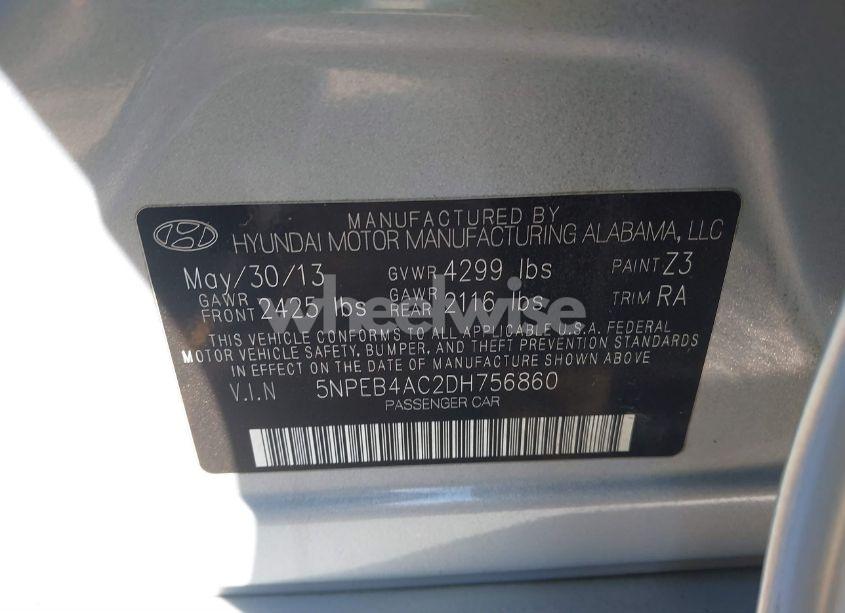 MANUFACTURED BY
HYUNDAI MOTOR MANUFACTURING ALABAMA, LLC
May/30/13 GVWR 4299 lbs PAINT Z3
GAWR FRONT 2425 lbs GAWR REAR 2116 lbs TRIM RA
wheelwise
THIS VEHICLE CONFORMS TO ALL APPLICABLE U.S.A. FEDERAL
MOTOR VEHICLE SAFETY, BUMPER, AND THEFT PREVENTION STANDARDS
IN EFFECT ON THE DATE OF MANUFACTURE SHOWN ABOVE
V.I.N 5NPEB4AC2DH756860
PASSENGER CAR